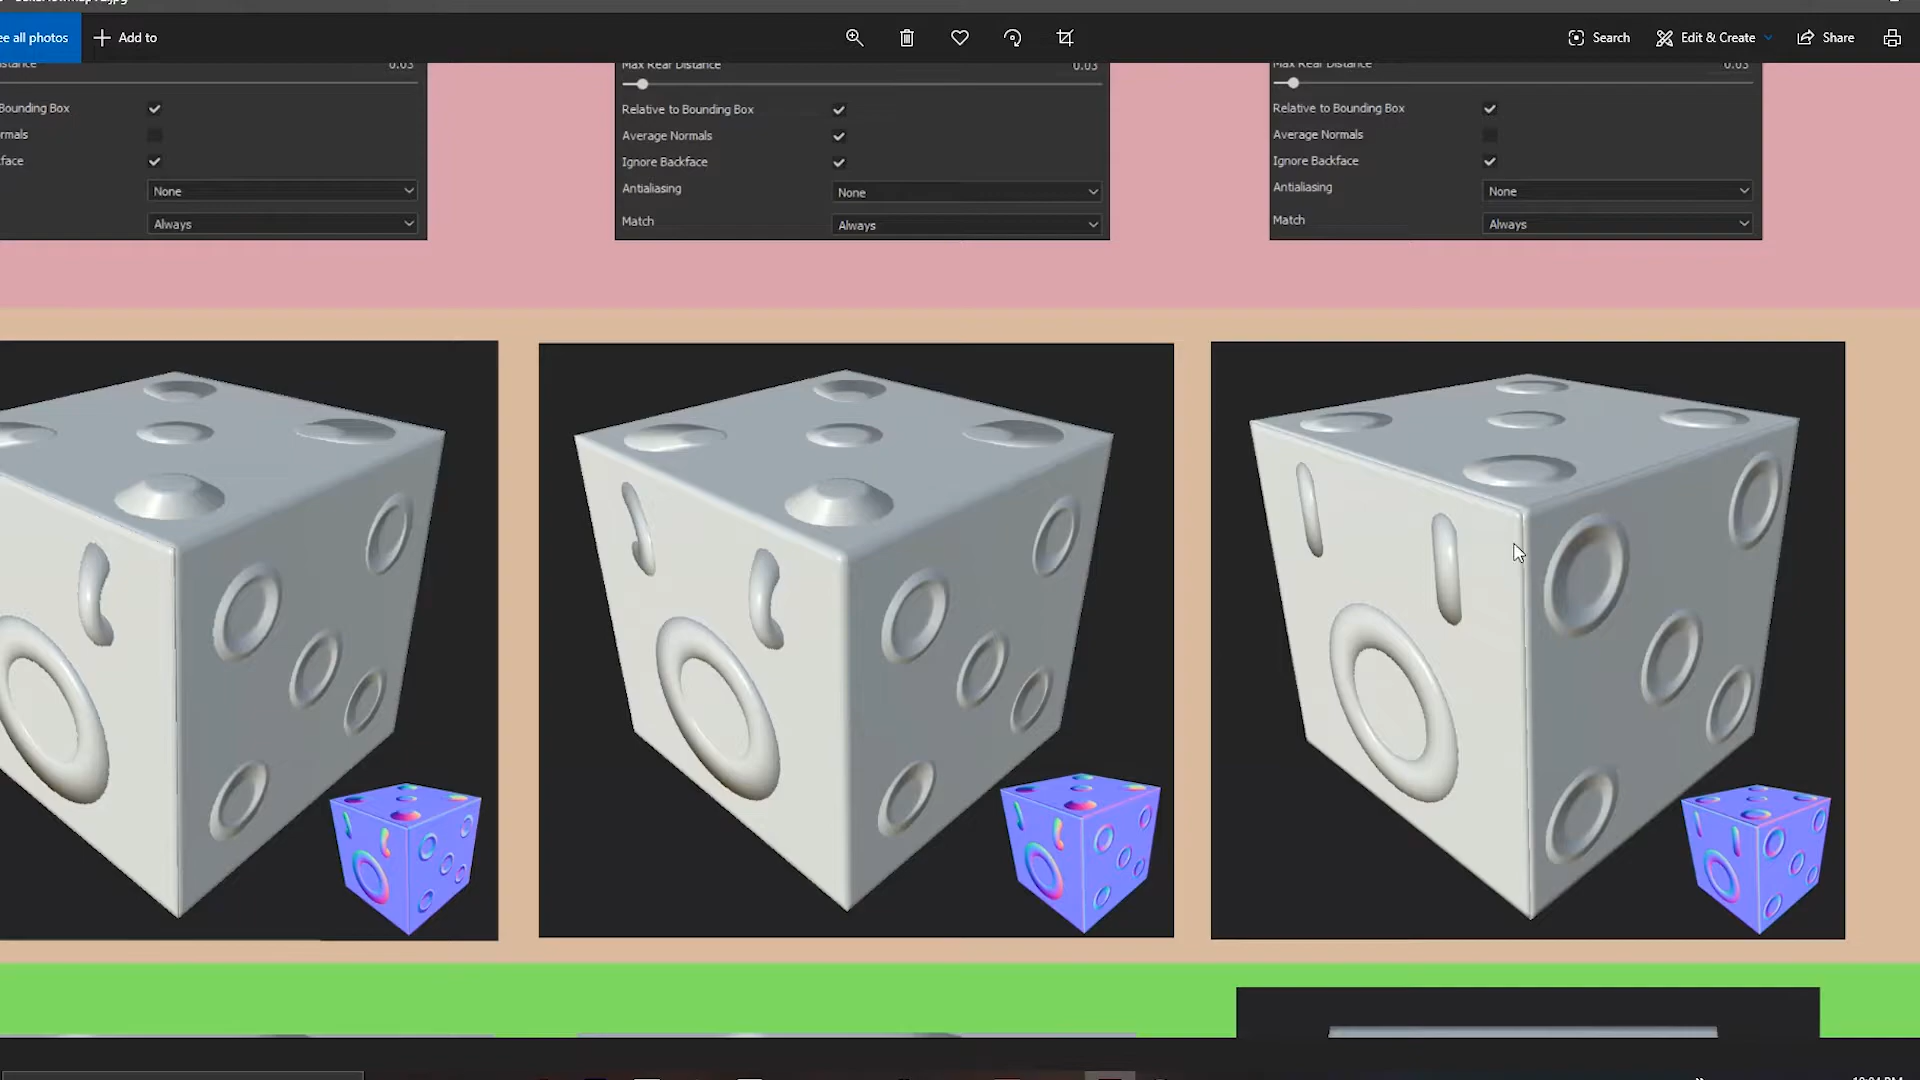 ee all photos
Add to
Search
Edit & Create
Share
0.03
Max Rear Distance
0.03
Max Rear Distance
0.03
Bounding Box
rmals
face
None
Always
Relative to Bounding Box
Average Normals
Ignore Backface
Antialiasing
None
Match
Always
Relative to Bounding Box
Average Normals
Ignore Backface
Antialiasing
None
Match
Always